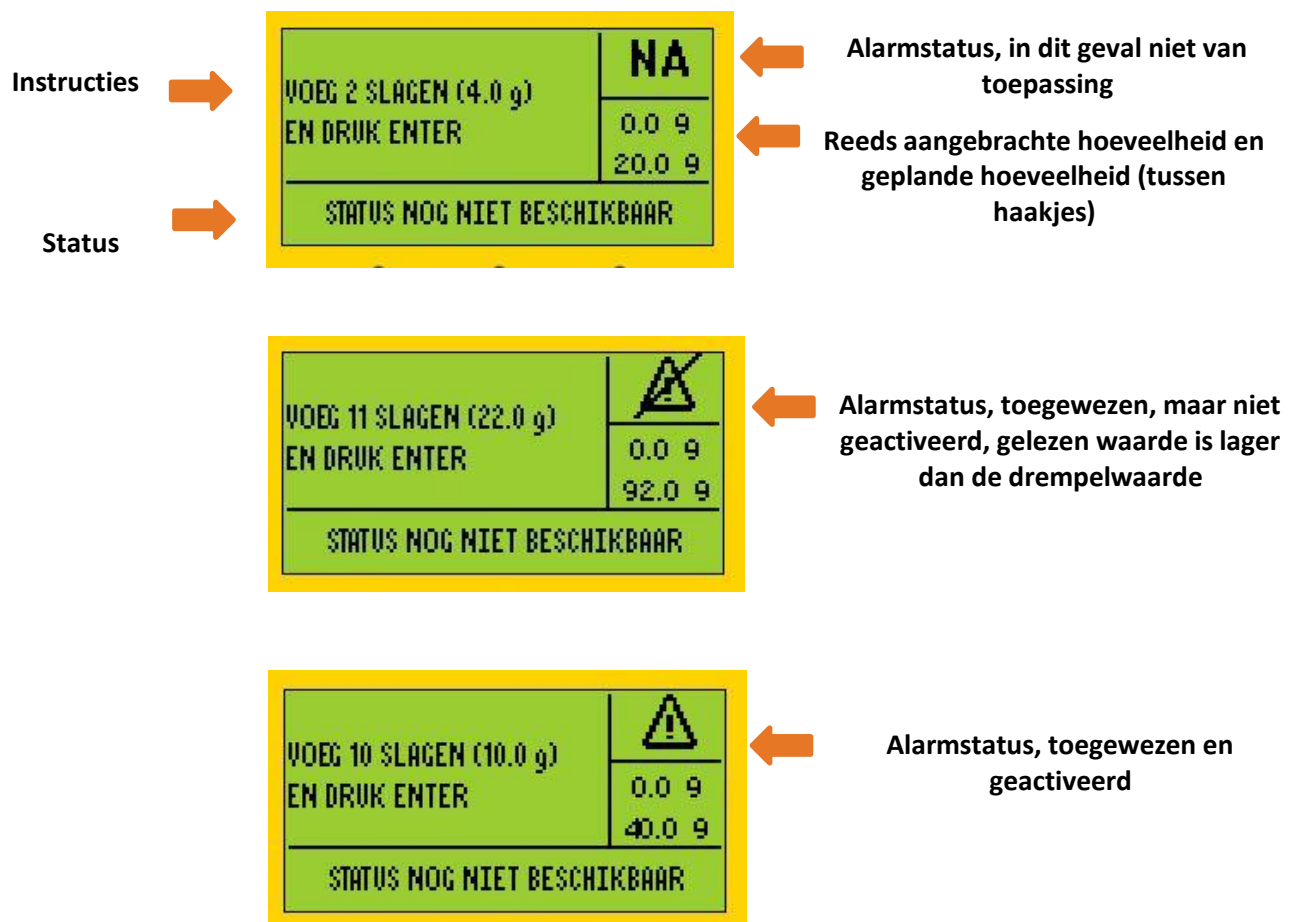 Instructies
VOEG 2 SLAGEN (4.0 g)
EN DRUK ENTER
NA
0.0 g
20.0 g
STATUS NOG NIET BESCHIKBAAR
Status
Alarmstatus, in dit geval niet van
toepassing
Reeds aangebrachte hoeveelheid en
geplande hoeveelheid (tussen
haakjes)
VOEG 11 SLAGEN (22.0 g)
EN DRUK ENTER
0.0 g
92.0 g
STATUS NOG NIET BESCHIKBAAR
Alarmstatus, toegewezen, maar niet
geactiveerd, gelezen waarde is lager
dan de drempelwaarde
VOEG 10 SLAGEN (10.0 g)
EN DRUK ENTER
0.0 g
40.0 g
STATUS NOG NIET BESCHIKBAAR
Alarmstatus, toegewezen en
geactiveerd